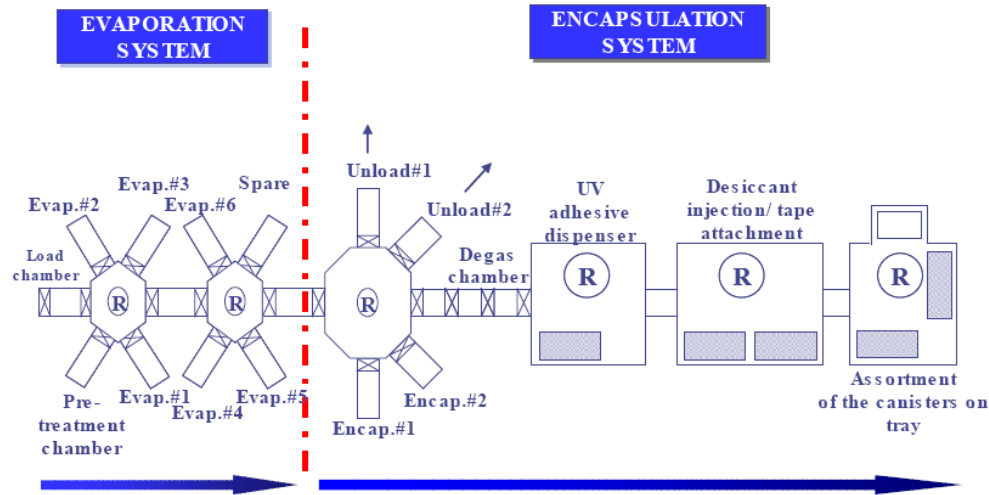 EVAPORATION
SYSTEM
ENCAPSULATION
SYSTEM
Unload#1
Evap.#3
Spare
Evap.#2
Evap.#6
Unload#2
UV
adhesive
dispenser
Desiccant
injection/ tape
attachment
Load
chamber
Degas
chamber
R
R
R
R
R
R
Pre-
treatment
chamber
Evap.#1
Evap.#4
Evap.#5
Encap.#2
Encap.#1
Assortment
of the canisters on
tray